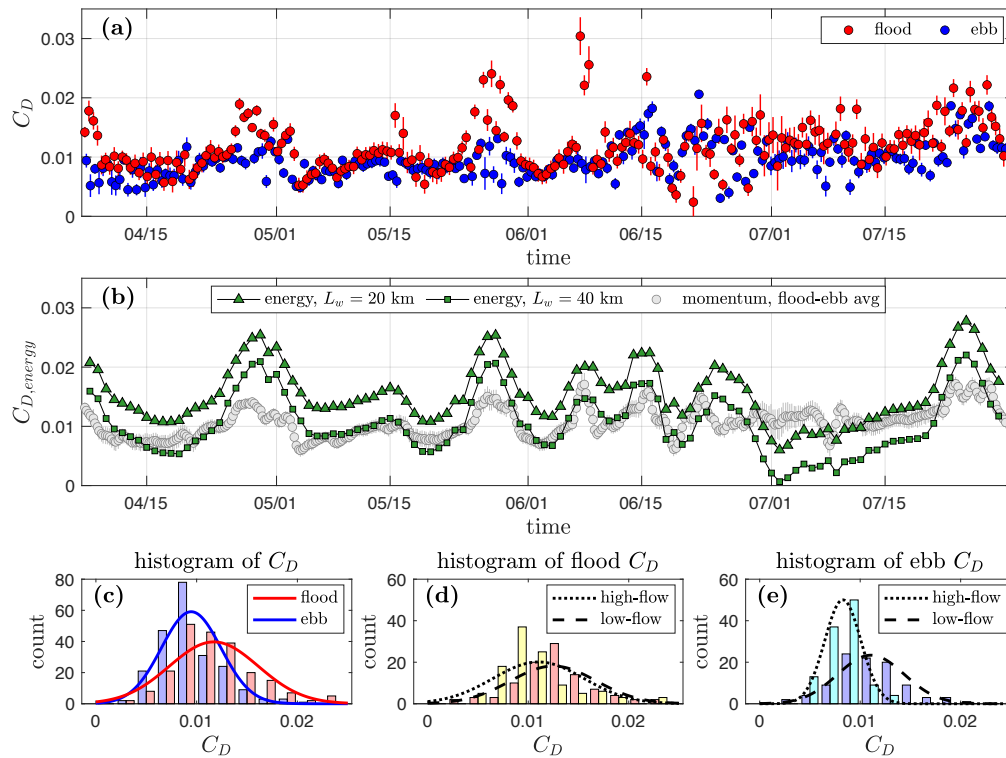 (a)
flood ebb
0.03
0.02
0.01
0
C_D
04/15 05/01 05/15 06/01 06/15 07/01 07/15
time
(b)
energy, L_w = 20 km energy, L_w = 40 km momentum, flood-ebb avg
0.03
0.02
0.01
0
C_{D,energy}
04/15 05/01 05/15 06/01 06/15 07/01 07/15
time
histogram of C_D
(c)
flood
ebb
80
60
40
20
0
count
0 0.01 0.02
C_D
histogram of flood C_D
(d)
high-flow
low-flow
60
40
20
0
count
0 0.01 0.02
C_D
histogram of ebb C_D
(e)
high-flow
low-flow
60
40
20
0
count
0 0.01 0.02
C_D